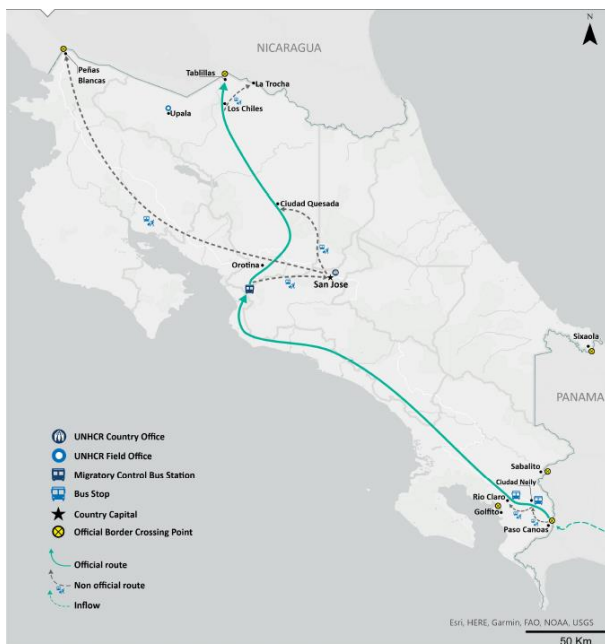 N
NICARAGUA
Peñas
Blancas
Tablillas
La Trocha
Upala
Los Chiles
Ciudad Quesada
Orotina
San Jose
Sixaola
PANAMA
UNHCR Country Office
UNHCR Field Office
Migratory Control Bus Station
Bus Stop
Country Capital
Official Border Crossing Point
Sabalito
Ciudad Neily
Rio Claro
Golfito
Paso Canoas
Official route
Non official route
Inflow
Esri, HERE, Garmin, FAO, NOAA, USGS
50 Km